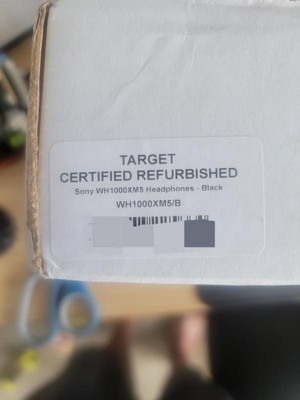 TARGET
CERTIFIED REFURBISHED
Sony WH1000XM5 Headphones - Black
WH1000XM5/B